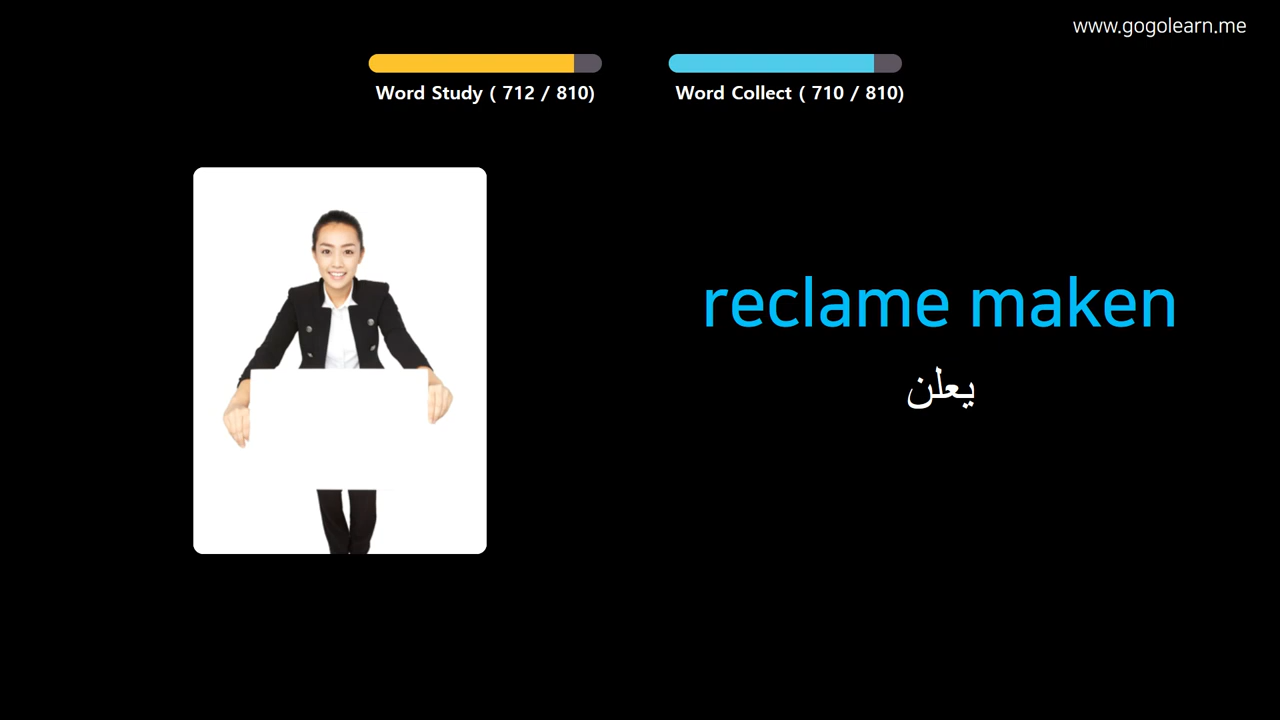 www.gogolearn.me
Word Study ( 712 / 810)
Word Collect ( 710 / 810)
reclame maken
يعلن